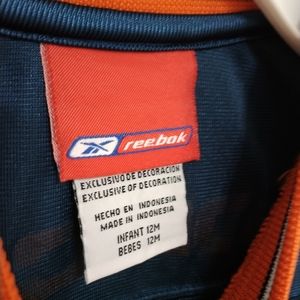 Reebok
EXCLUSIVO DE DECORACION
EXCLUSIVE OF DECORATION
HECHO EN INDONESIA
MADE IN INDONESIA
INFANT 12M
BEBES 12M